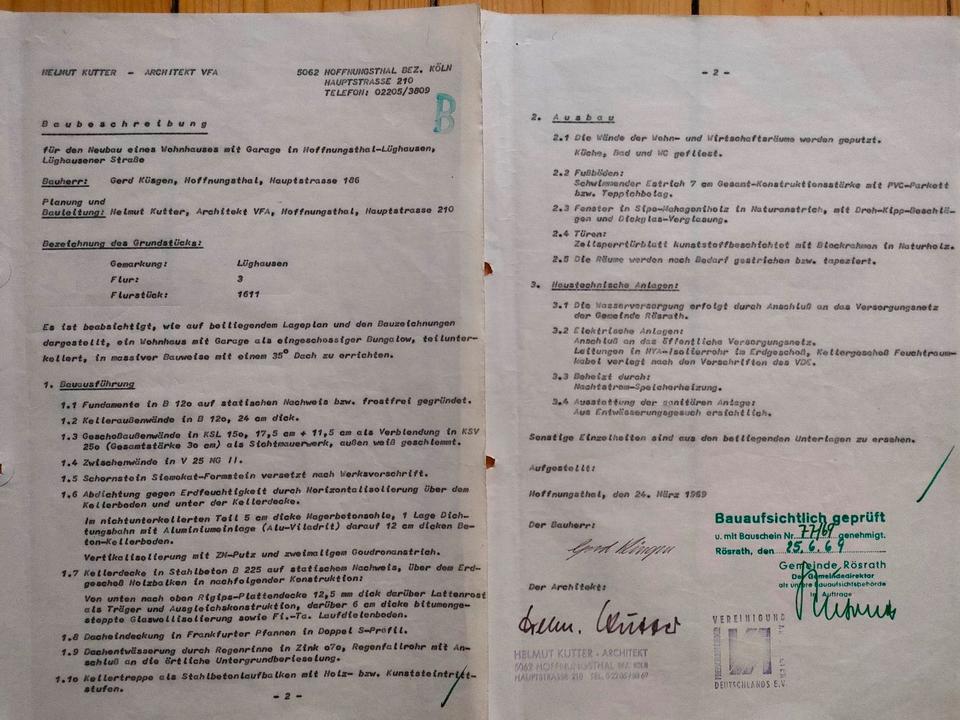 HELMUT KUTTER - ARCHITEKT VFA
5062 HOFFNUNGSTHAL BEZ. KÖLN
HAUPTSTRASSE 210
TELEFON: 02205/3809
B
Baubeschreibung
für den Neubau eines Wohnhauses mit Garage in Hoffnungsthal-Lüghausen,
Lüghausener Straße
Bauherr: Gerd Küsgen, Hoffnungsthal, Hauptstrasse 186
Planung und
Bauleitung: Helmut Kutter, Architekt VFA, Hoffnungsthal, Hauptstrasse 210
Bezeichnung des Grundstücks:
Gemarkung: Lüghausen
Flur: 3
Flurstück: 1611
Es ist beabsichtigt, wie auf beiliegendem Lageplan und den Bauzeichnungen
dargestellt, ein Wohnhaus mit Garage als eingeschossiger Bungalow, teilunter-
kellert, in massiver Bauweise mit einem 35° Dach zu errichten.
1. Bauausführung
1.1 Fundamente in B 12o auf statischen Nachweis bzw. frostfrei gegründet.
1.2 Kelleraußenwände in B 12o, 24 cm dick.
1.3 Geschoßaußenwände in KSL 15o, 17,5 cm + 11,5 cm als Verblendung in KSV
25o (Gesamtstärke 3o cm) als Sichtmauerwerk, außen weiß geschlemmt.
1.4 Zwischenwände in V 25 MG II.
1.5 Schornstein Siemokat-Formstein versetzt nach Werksvorschrift.
1.6 Abdichtung gegen Erdfeuchtigkeit durch Horizontalisolierung über dem
Kellerboden und unter der Kellerdecke.
Im nichtunterkellerten Teil 5 cm dicke Magerbetonsohle, 1 Lage Dich-
tungsbahn mit Aluminiumeinlage (Alu-Viladrit) darauf 12 cm dicken Be-
ton-Kellerboden.
Vertikalisolierung mit ZM-Putz und zweimaligem Goudronanstrich.
1.7 Kellerdecke in Stahlbeton B 225 auf statischem Nachweis, über dem Erd-
geschoß Holzbalken in nachfolgender Konstruktion:
Von unten nach oben Rigips-Plattendecke 12,5 mm dick darüber Lattenrost
als Träger und Ausgleichskonstruktion, darüber 6 cm dicke bitumenge-
steppte Glaswollisolierung sowie Fi.-Ta. Laufdielenboden.
1.8 Dacheindeckung in Frankfurter Pfannen in Doppel S-Profil.
1.9 Dachentwässerung durch Regenrinne in Zink ø7o, Regenfallrohr mit An-
schluß an die örtliche Untergrundberieselung.
1.1o Kellertreppe als Stahlbetonlaufbalken mit Holz- bzw. Kunststeintritt-
stufen.
- 2 -
- 2 -
2. Ausbau
2.1 Die Wände der Wohn- und Wirtschaftsräume werden geputzt.
Küche, Bad und WC gefliest.
2.2 Fußböden:
Schwimmender Estrich 7 cm Gesamt-Konstruktionsstärke mit PVC-Parkett
bzw. Teppichbelag.
2.3 Fenster in Sipo-Mahagoniholz in Naturanstrich, mit Dreh-Kipp-Beschlä-
gen und Dickglas-Verglasung.
2.4 Türen:
Zellsperrtürblatt kunststoffbeschichtet mit Blockrahmen in Naturholz.
2.5 Die Räume werden nach Bedarf gestrichen bzw. tapeziert.
3. Haustechnische Anlagen:
3.1 Die Wasserversorgung erfolgt durch Anschluß an das Versorgungsnetz
der Gemeinde Rösrath.
3.2 Elektrische Anlagen:
Anschluß an das öffentliche Versorgungsnetz.
Leitungen in NYA-Isolierrohr im Erdgeschoß, Kellergeschoß Feuchtraum-
kabel verlegt nach den Vorschriften des VDE.
3.3 Beheizt durch:
Nachtstrom-Speicherheizung.
3.4 Ausstattung der sanitären Anlage:
Aus Entwässerungsgesuch ersichtlich.
Sonstige Einzelheiten sind aus den beiliegenden Unterlagen zu ersehen.
Aufgestellt:
Hoffnungsthal, den 24. März 1969
Der Bauherr:
Bauaufsichtlich geprüft
u. mit Bauschein Nr. 77/69 genehmigt.
Rösrath, den 25.6.69
Gemeinde Rösrath
Der Gemeindedirektor
als untere Bauaufsichtsbehörde
Im Auftrage
Der Architekt:
Helm. Kutter
HELMUT KUTTER - ARCHITEKT
5062 HOFFNUNGSTHAL BEZ. KÖLN
HAUPTSTRASSE 210 TEL. 02205/3809
VEREINIGUNG
DEUTSCHLANDS E.V.